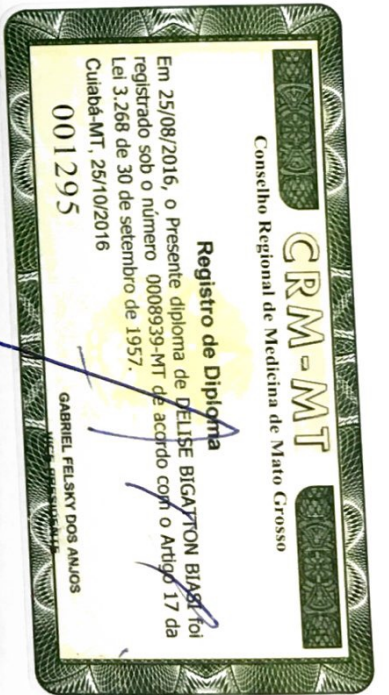 CRM-MT
Conselho Regional de Medicina de Mato Grosso
Registro de Diploma
Em 25/08/2016, o Presente diploma de DELISE BIGATTON BIASI foi
registrado sob o número 0008939-MT de acordo com o Artigo 17 da
Lei 3.268 de 30 de setembro de 1957.
Cuiabá-MT, 25/10/2016
001295
GABRIEL FELSKY DOS ANJOS
VICE-PRESIDENTE